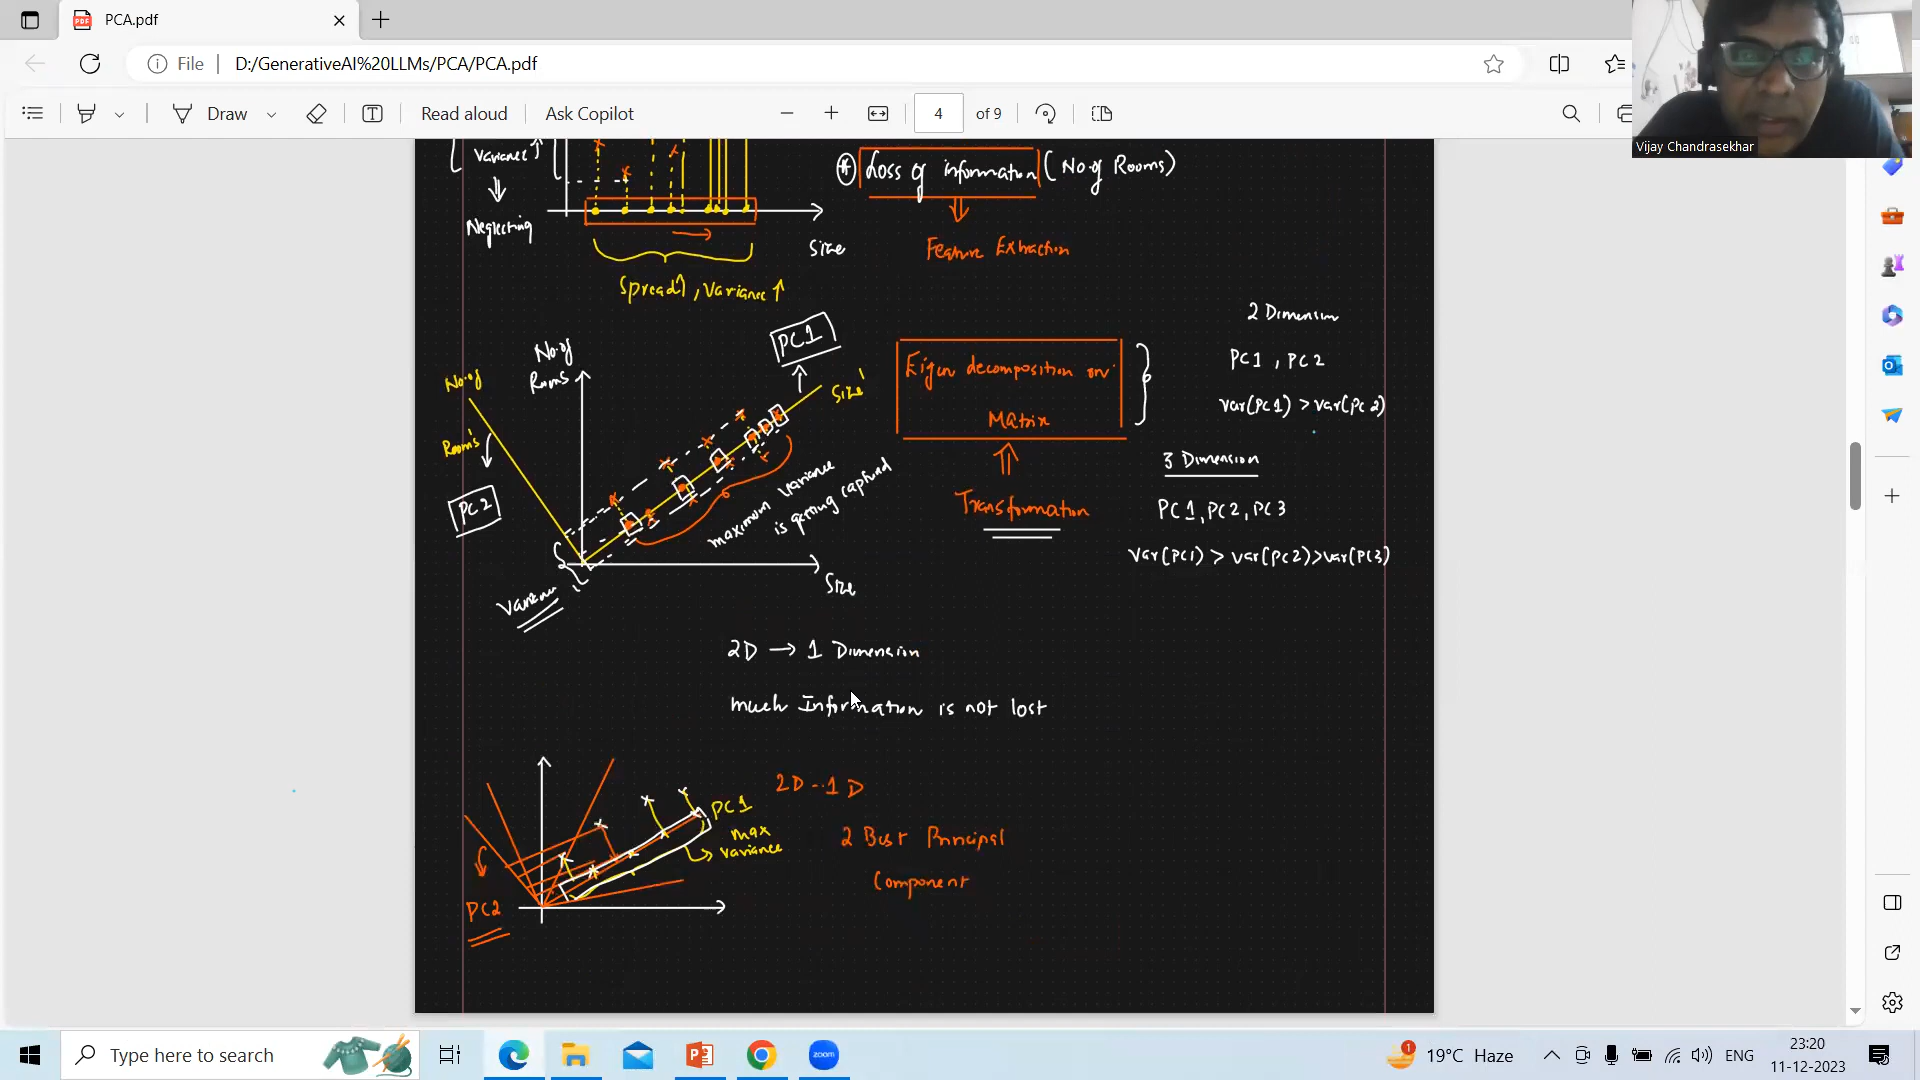 PCA.pdf
File
D:/GenerativeAI%20LLMs/PCA/PCA.pdf
Draw
Read aloud
Ask Copilot
4
of 9
Vijay Chandrasekhar
Variance ↑
Neglecting
Size
Spread↑, Variance ↑
* Loss of information (No. of Rooms)
Feature Extraction
No. of
Rooms
No. of
Room's
PC1
Size'
PC2
maximum variance
is getting captured
Size
Eigen decomposition on
Matrix
Transformation
2 Dimension
PC1, PC2
var(PC1) > var(PC2)
3 Dimension
PC1, PC2, PC3
Var(PC1) > var(PC2) > var(PC3)
2D → 1 Dimension
much Information is not lost
PC1
max
variance
PC2
2D -- 1D
2 Best Principal
Component
Type here to search
zoom
1
19°C Haze
ENG
23:20
11-12-2023